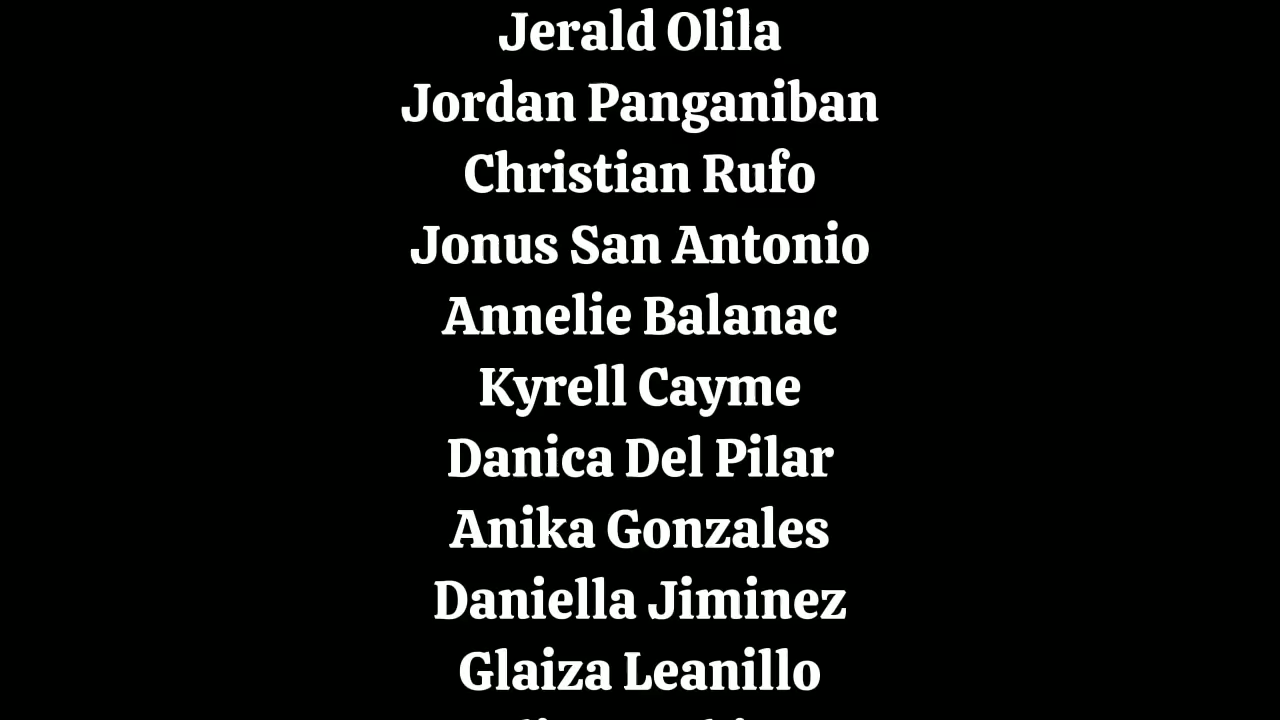 Jerald Olila
Jordan Panganiban
Christian Rufo
Jonus San Antonio
Annelie Balanac
Kyrell Cayme
Danica Del Pilar
Anika Gonzales
Daniella Jiminez
Glaiza Leanillo